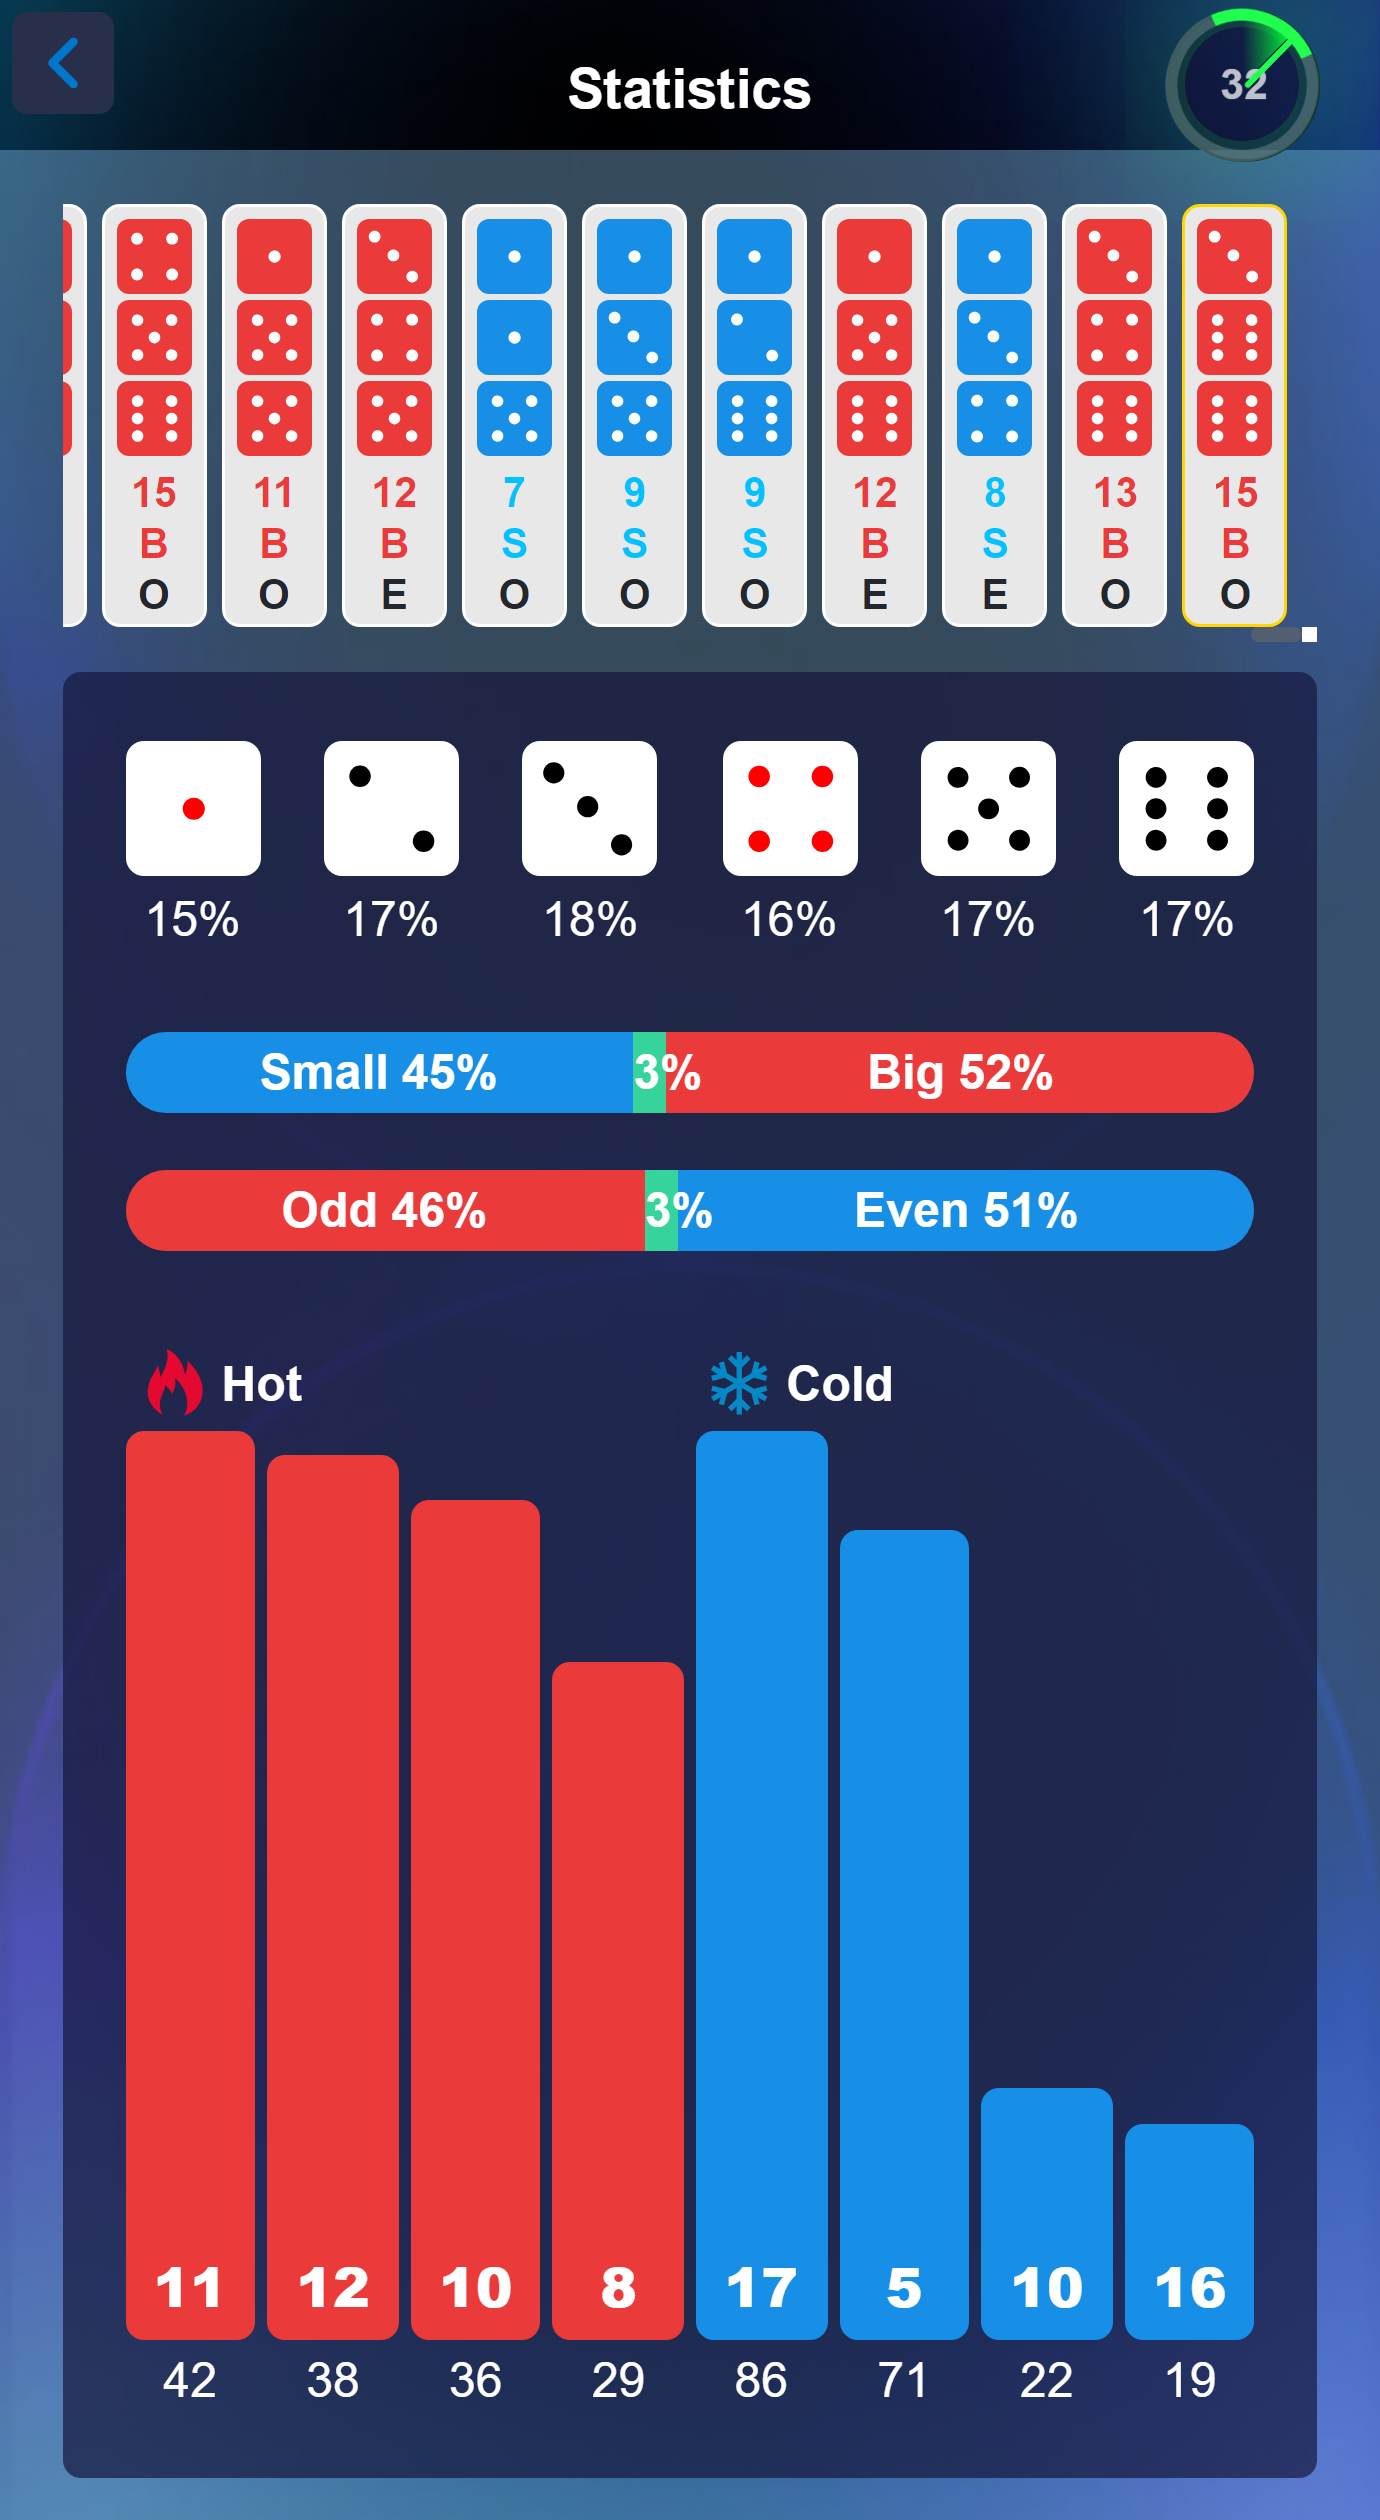 Statistics
32
15 11 12 7 9 9 12 8 13 15
B B B S S S B S B B
O O E O O O E E O O
15% 17% 18% 16% 17% 17%
Small 45% 3% Big 52%
Odd 46% 3% Even 51%
Hot Cold
11 12 10 8 17 5 10 16
42 38 36 29 86 71 22 19